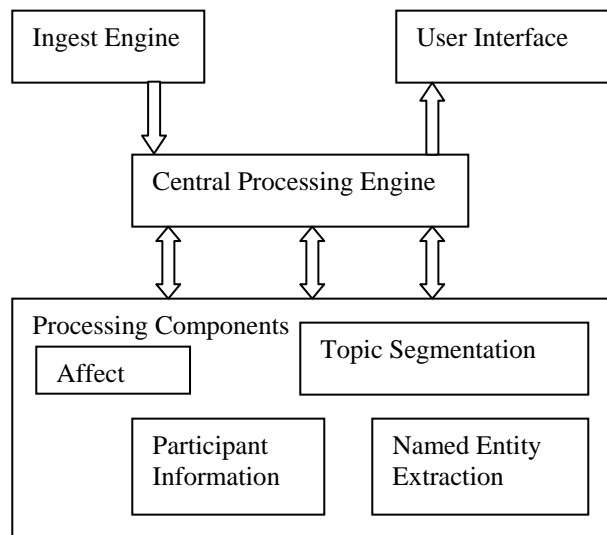 Ingest Engine
User Interface
Central Processing Engine
Processing Components
Topic Segmentation
Affect
Participant
Information
Named Entity
Extraction